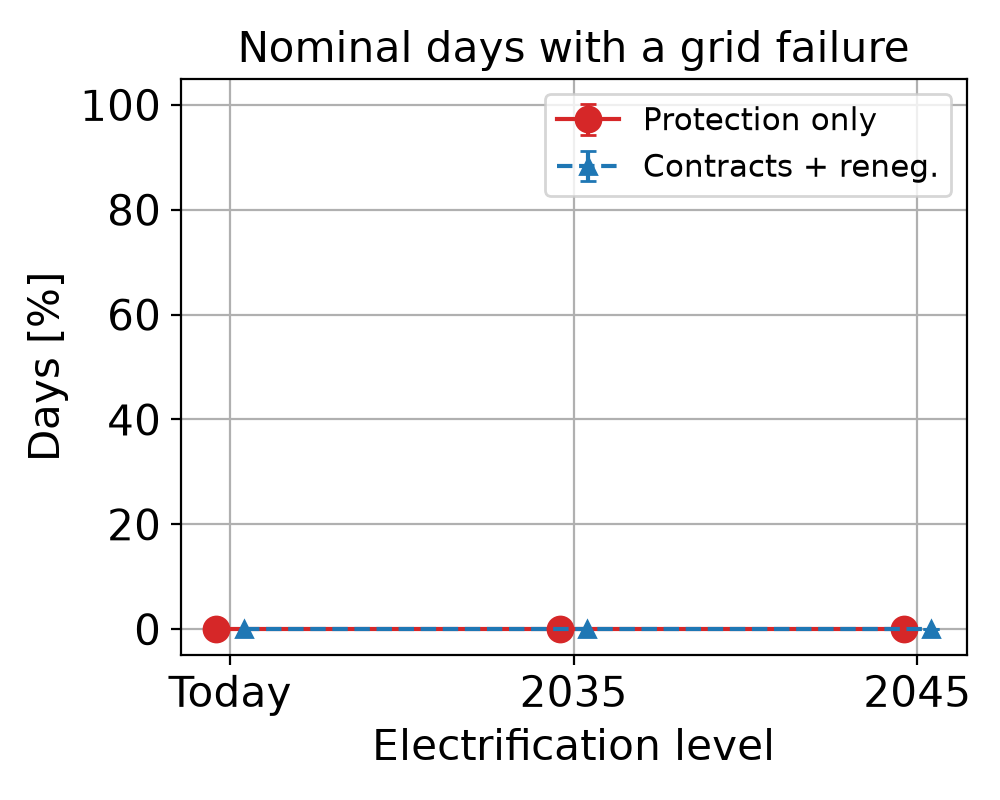 Nominal days with a grid failure
Protection only
Contracts + reneg.
100
80
60
40
20
0
Days [%]
Today 2035 2045
Electrification level